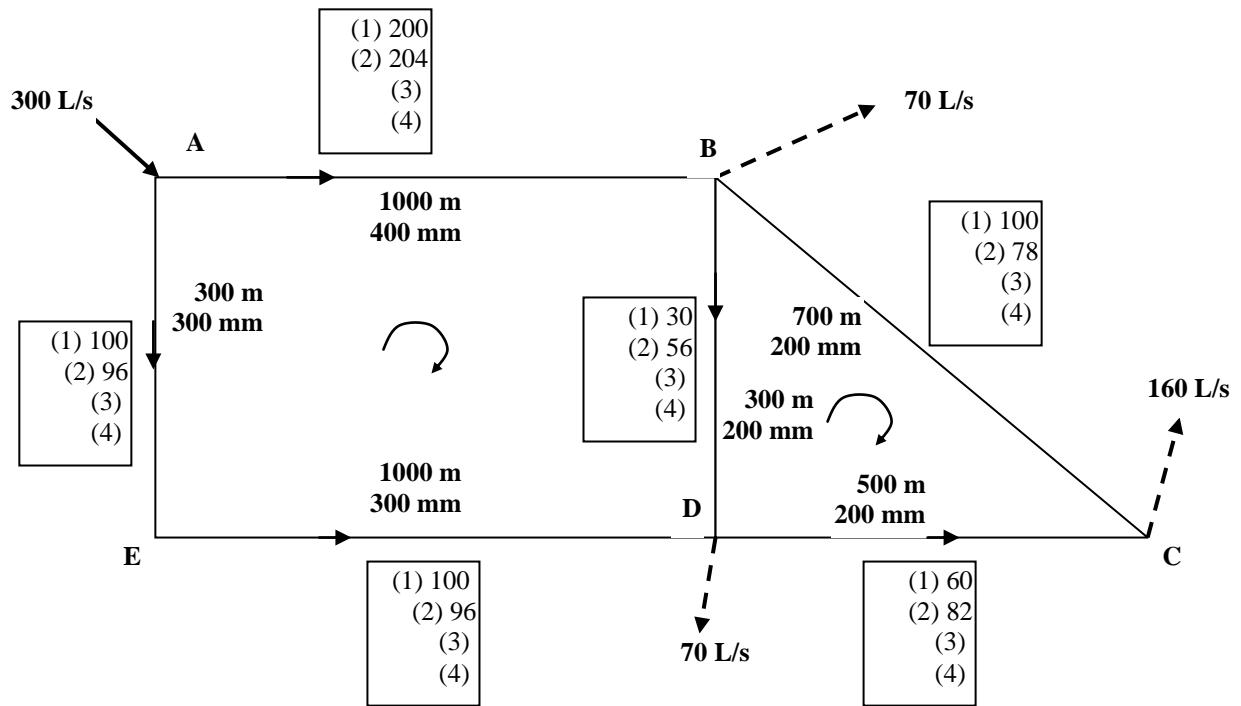 (1) 200
(2) 204
(3)
(4)
300 L/s
70 L/s
A
B
1000 m
400 mm
(1) 100
(2) 78
(3)
(4)
300 m
300 mm
(1) 100
(2) 96
(3)
(4)
(1) 30
(2) 56
(3)
(4)
700 m
200 mm
160 L/s
300 m
200 mm
1000 m
300 mm
500 m
200 mm
D
E
C
(1) 100
(2) 96
(3)
(4)
(1) 60
(2) 82
(3)
(4)
70 L/s